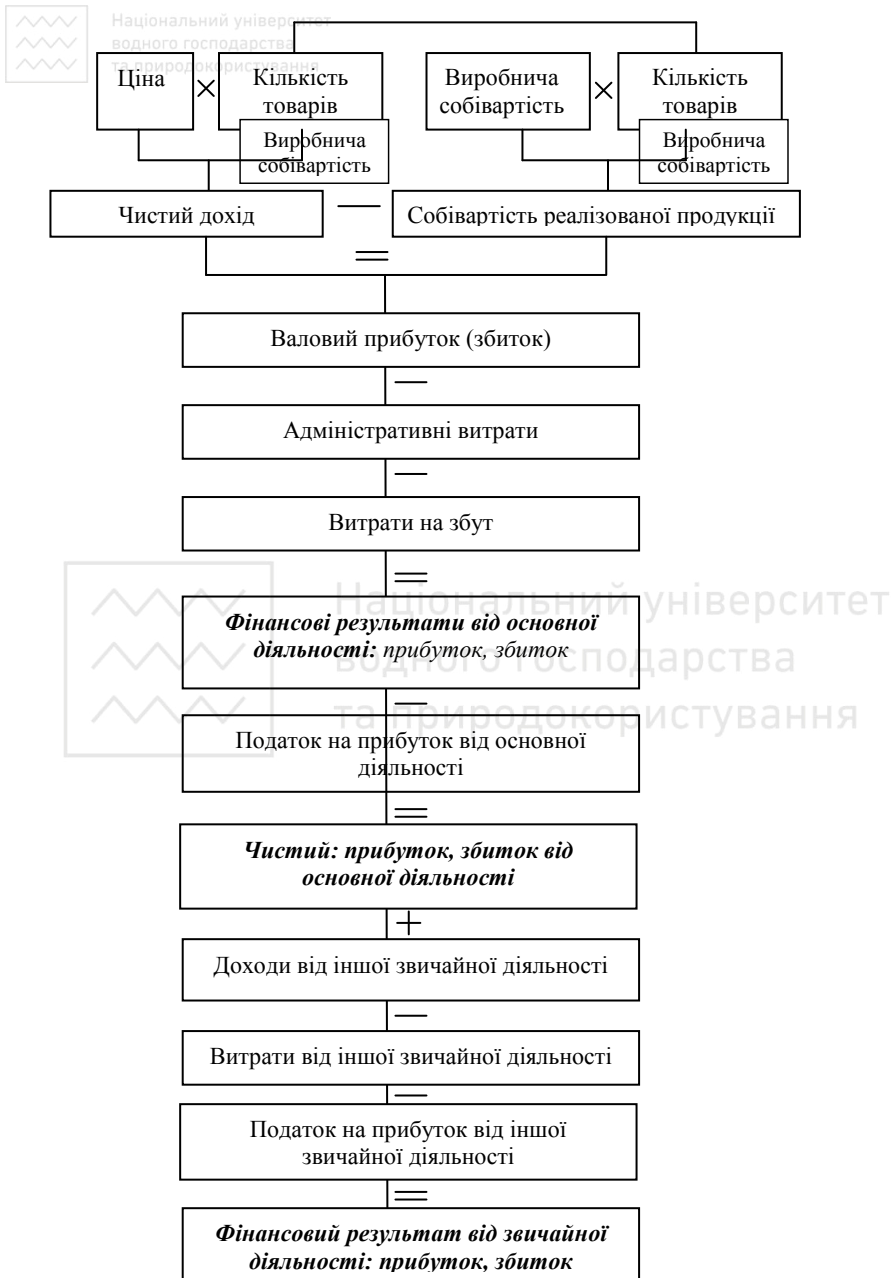 Національний університет
водного господарства
та природокористування
Ціна × Кількість товарів
Виробнича собівартість × Кількість товарів
Виробнича
собівартість
Виробнича
собівартість
Чистий дохід — Собівартість реалізованої продукції
=
Валовий прибуток (збиток)
—
Адміністративні витрати
—
Витрати на збут
=
Національний університет
водного господарства
та природокористування
Фінансові результати від основної
діяльності: прибуток, збиток
—
Податок на прибуток від основної
діяльності
=
Чистий: прибуток, збиток від
основної діяльності
+
Доходи від іншої звичайної діяльності
—
Витрати від іншої звичайної діяльності
—
Податок на прибуток від іншої
звичайної діяльності
=
Фінансовий результат від звичайної
діяльності: прибуток, збиток